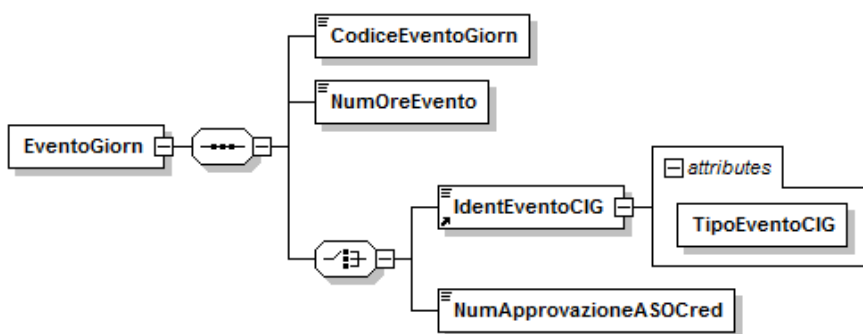 CodiceEventoGiorn
NumOreEvento
EventoGiorn
attributes
IdentEventoCIG
TipoEventoCIG
NumApprovazioneASOCred